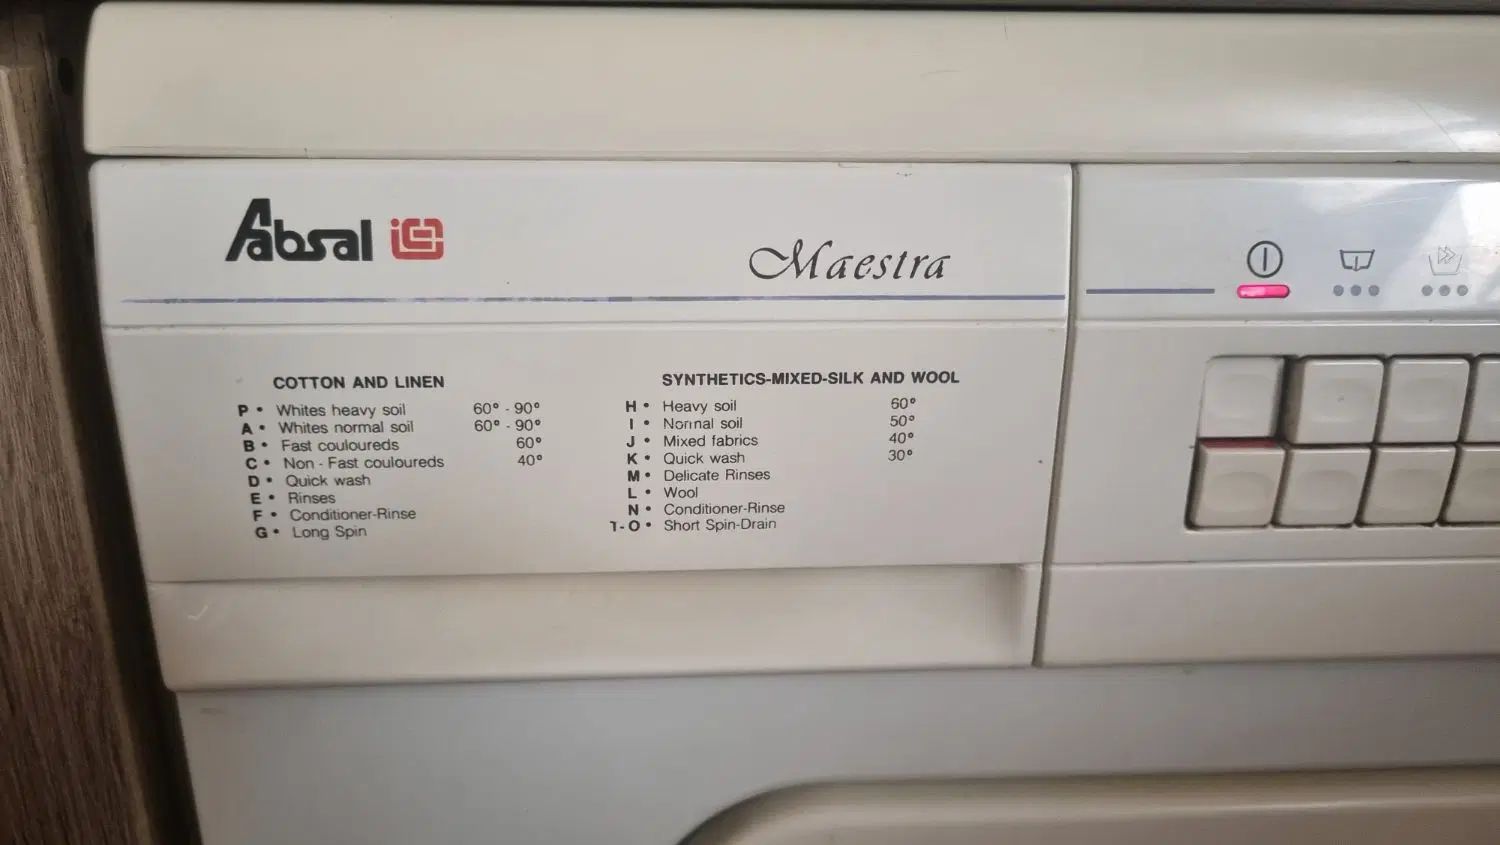 Absal
Maestra
COTTON AND LINEN
P • Whites heavy soil 60° - 90°
A • Whites normal soil 60° - 90°
B • Fast couloureds 60°
C • Non - Fast couloureds 40°
D • Quick wash
E • Rinses
F • Conditioner-Rinse
G • Long Spin
SYNTHETICS-MIXED-SILK AND WOOL
H • Heavy soil 60°
I • Normal soil 50°
J • Mixed fabrics 40°
K • Quick wash 30°
M • Delicate Rinses
L • Wool
N • Conditioner-Rinse
1-O • Short Spin-Drain